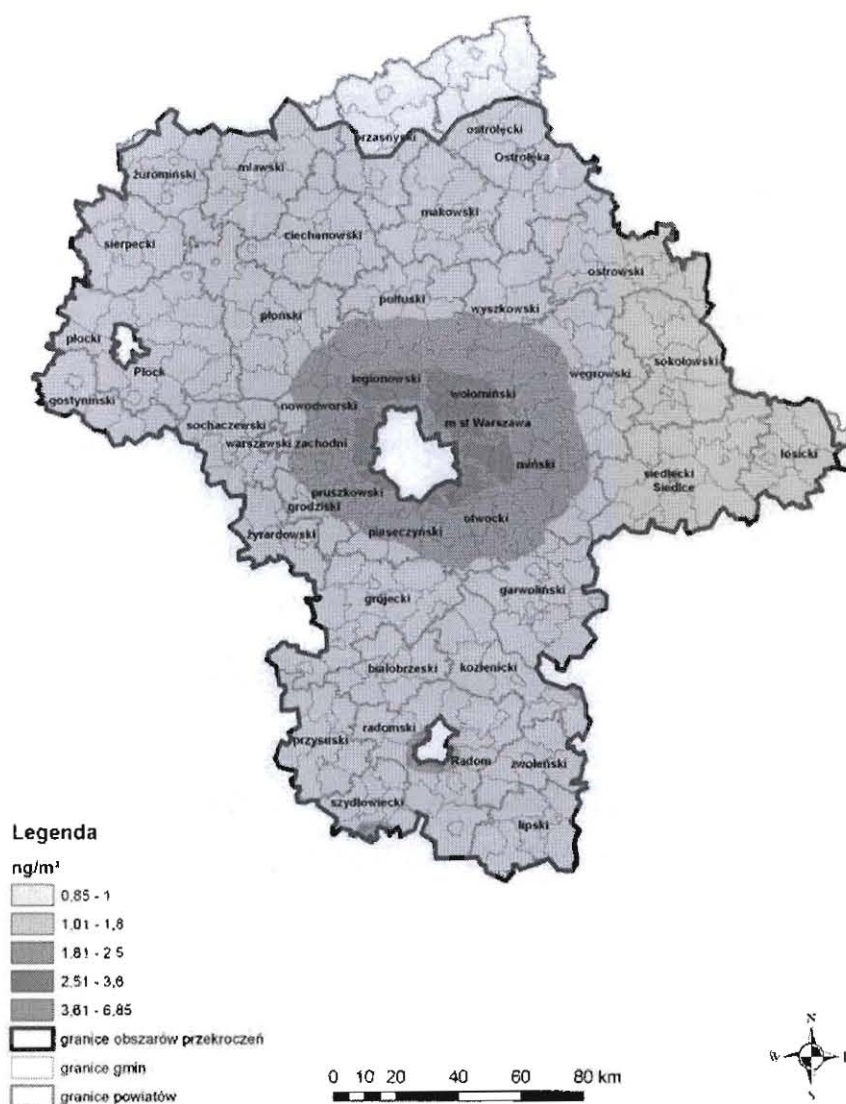 przasnyski
ostrołęcki
Ostrołęka
żuromiński
mławski
makowski
sierpecki
ciechanowski
ostrowski
pułtuski
wyszkowski
płocki
płoński
sokołowski
Płock
węgrowski
legionowski
wołomiński
gostyniński
nowodworski
sochaczewski
m st Warszawa
warszawski zachodni
łosicki
miński
siedlecki
Siedlce
pruszkowski
grodziski
otwocki
żyrardowski
piaseczyński
garwoliński
grójecki
białobrzeski
kozienicki
radomski
przysuski
Radom
zwoleński
szydłowiecki
lipski
Legenda
ng/m³
0,85 - 1
1,01 - 1,8
1,81 - 2,5
2,51 - 3,6
3,61 - 6,85
granice obszarów przekroczeń
granice gmin
granice powiatów
0 10 20 40 60 80 km
N
W E
S